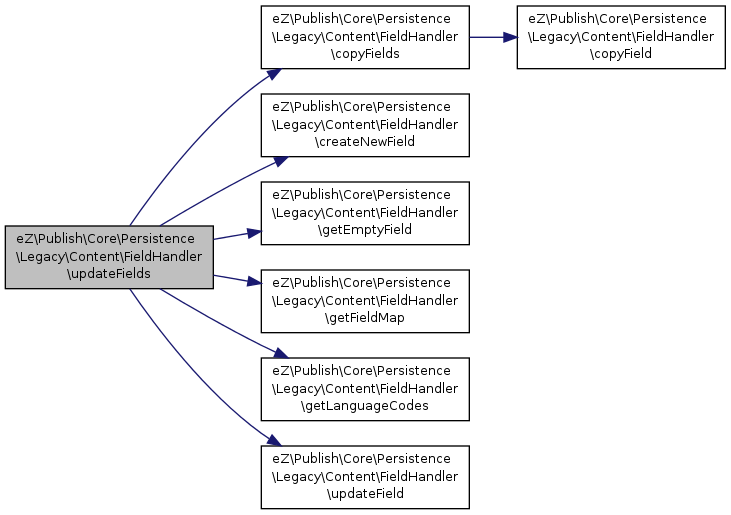 eZ\Publish\Core\Persistence
\Legacy\Content\FieldHandler
\copyFields
eZ\Publish\Core\Persistence
\Legacy\Content\FieldHandler
\copyField
eZ\Publish\Core\Persistence
\Legacy\Content\FieldHandler
\createNewField
eZ\Publish\Core\Persistence
\Legacy\Content\FieldHandler
\getEmptyField
eZ\Publish\Core\Persistence
\Legacy\Content\FieldHandler
\updateFields
eZ\Publish\Core\Persistence
\Legacy\Content\FieldHandler
\getFieldMap
eZ\Publish\Core\Persistence
\Legacy\Content\FieldHandler
\getLanguageCodes
eZ\Publish\Core\Persistence
\Legacy\Content\FieldHandler
\updateField